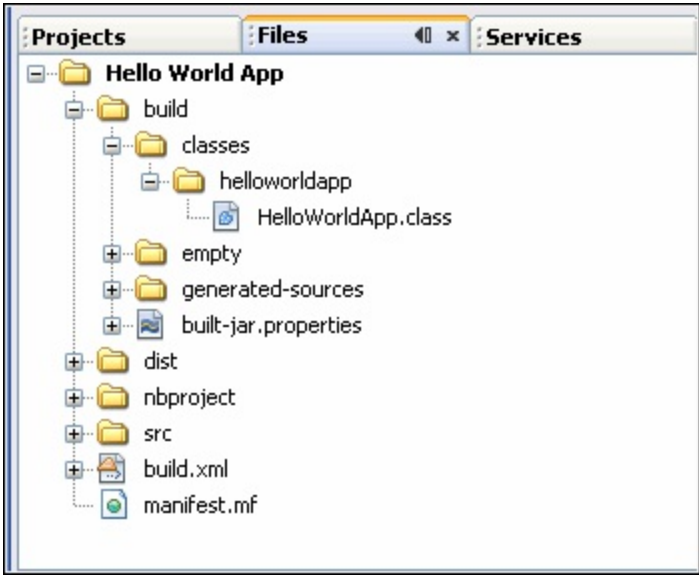 Projects Files Services
Hello World App
build
classes
helloworldapp
HelloWorldApp.class
empty
generated-sources
built-jar.properties
dist
nbproject
src
build.xml
manifest.mf